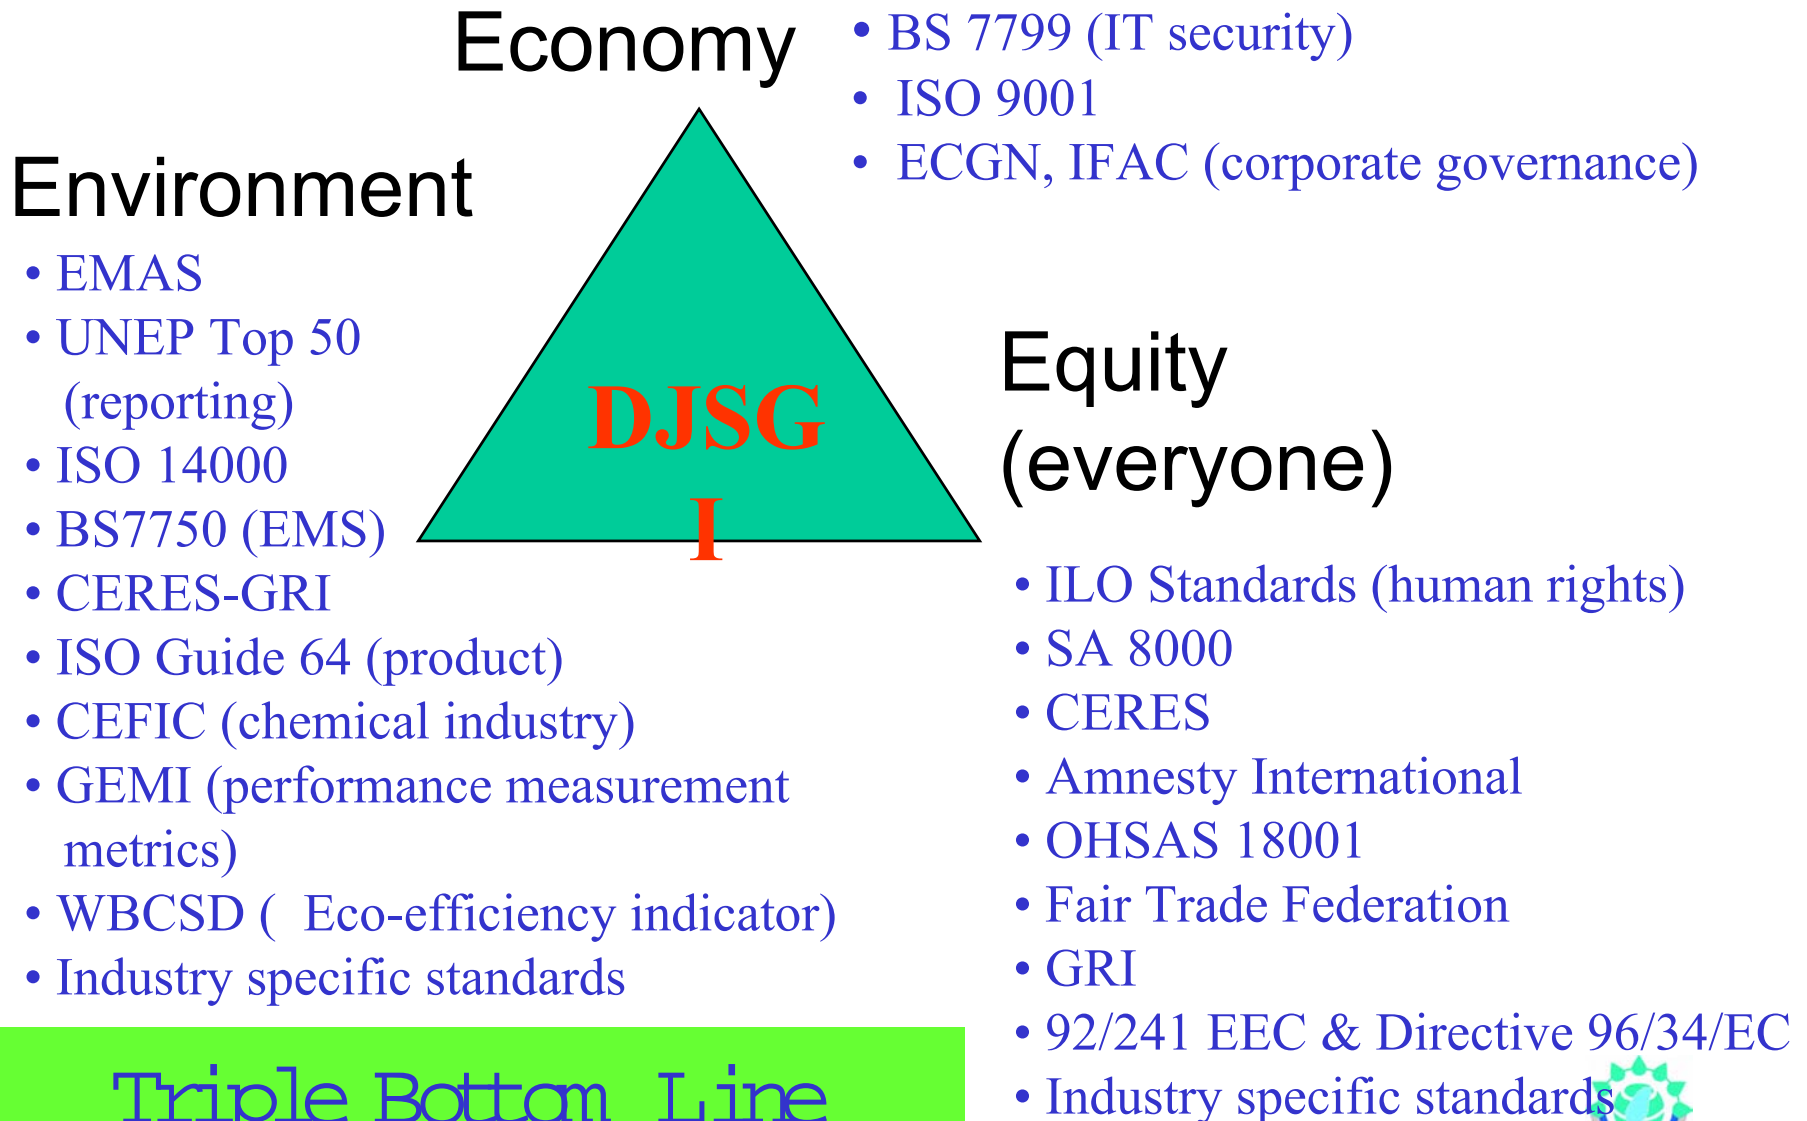 Economy
• BS 7799 (IT security)
• ISO 9001
• ECGN, IFAC (corporate governance)
Environment
• EMAS
• UNEP Top 50
(reporting)
• ISO 14000
• BS7750 (EMS)
• CERES-GRI
• ISO Guide 64 (product)
• CEFIC (chemical industry)
• GEMI (performance measurement
metrics)
• WBCSD (  Eco-efficiency indicator)
• Industry specific standards
DJSG
I
Equity
(everyone)
• ILO Standards (human rights)
• SA 8000
• CERES
• Amnesty International
• OHSAS 18001
• Fair Trade Federation
• GRI
• 92/241 EEC & Directive 96/34/EC
• Industry specific standards
Triple Bottom Line